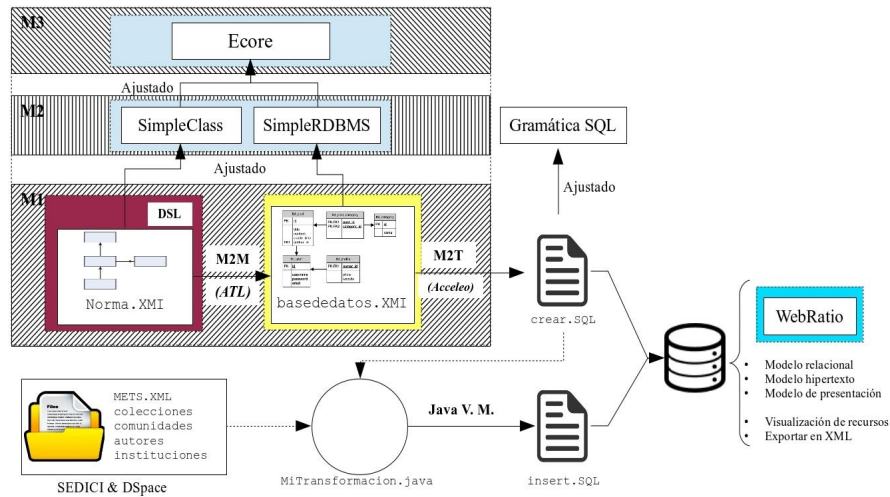 M3
Ecore
Ajustado
M2
SimpleClass
SimpleRDBMS
Gramática SQL
Ajustado
Ajustado
M1
DSL
M2M
(ATL)
M2T
(Acceleo)
Norma.XMI
basededatos.XMI
crear.SQL
WebRatio
• Modelo relacional
• Modelo hipertexto
• Modelo de presentación
• Visualización de recursos
• Exportar en XML
Files
METS.XML
colecciones
comunidades
autores
instituciones
Java V. M.
SEDICI & DSpace
MiTransformacion.java
insert.SQL